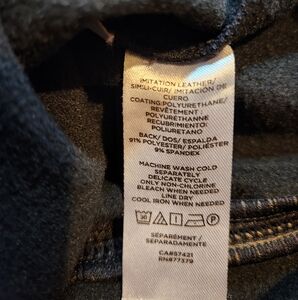 IMITATION LEATHER/
SIMILI-CUIR/ IMITACIÓN DE
CUERO
COATING:POLYURETHANE/
REVÊTEMENT :
POLYURÉTHANNE
RECUBRIMIENTO:
POLIURETANO
BACK/ DOS/ ESPALDA
91% POLYESTER/ POLIÉSTER
9% SPANDEX
MACHINE WASH COLD
SEPARATELY
DELICATE CYCLE
ONLY NON-CHLORINE
BLEACH WHEN NEEDED
LINE DRY
COOL IRON WHEN NEEDED
SÉPARÉMENT /
SEPARADAMENTE
CA#57421
RN#77379